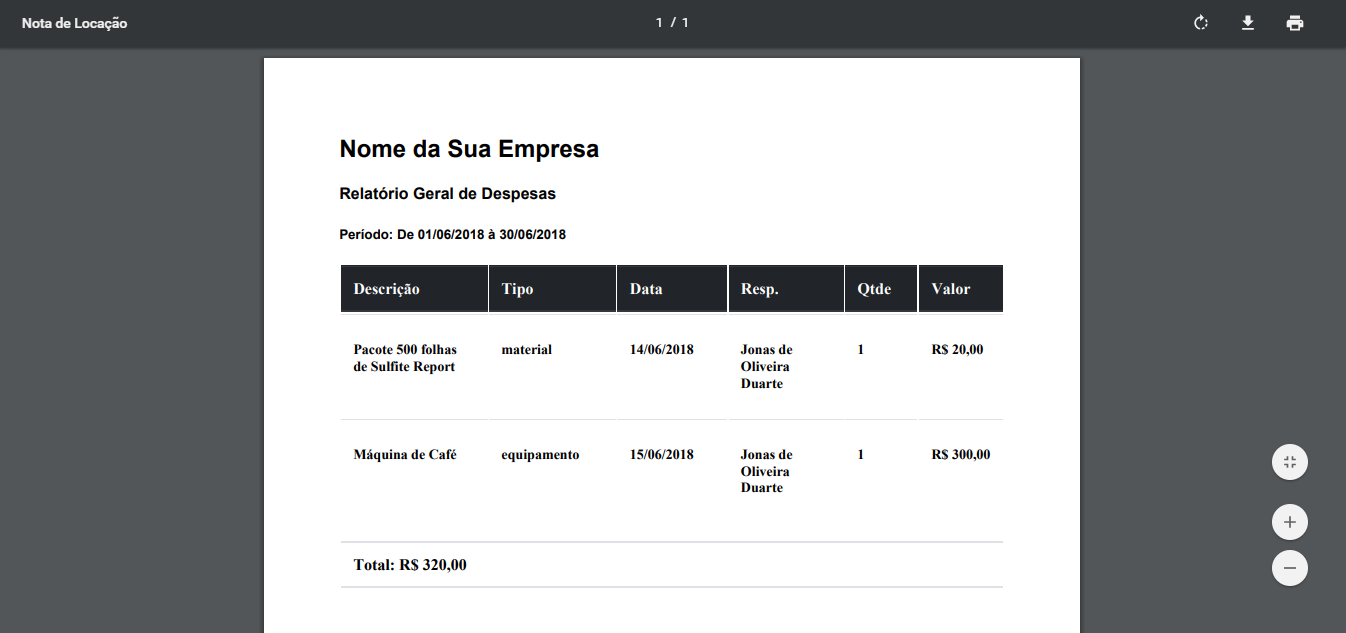 Nota de Locação
1 / 1
Nome da Sua Empresa
Relatório Geral de Despesas
Período: De 01/06/2018 à 30/06/2018
Descrição Tipo Data Resp. Qtde Valor
Pacote 500 folhas material 14/06/2018 Jonas de 1 R$ 20,00
de Sulfite Report Oliveira
Duarte
Máquina de Café equipamento 15/06/2018 Jonas de 1 R$ 300,00
Oliveira
Duarte
Total: R$ 320,00